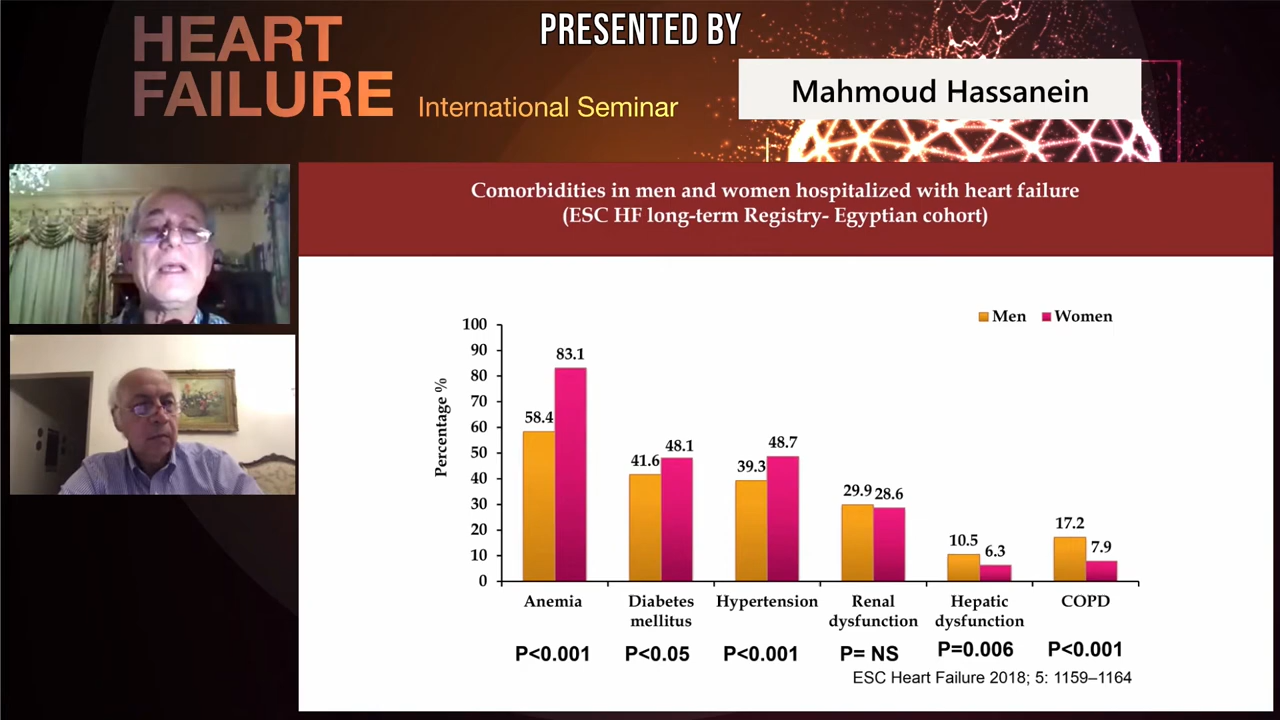 HEART
FAILURE
International Seminar
PRESENTED BY
Mahmoud Hassanein
Comorbidities in men and women hospitalized with heart failure
(ESC HF long-term Registry- Egyptian cohort)
Men Women
Percentage %
100
90
80
70
60
50
40
30
20
10
0
58.4 83.1
41.6 48.1
39.3 48.7
29.9 28.6
10.5 6.3
17.2 7.9
Anemia
Diabetes
mellitus
Hypertension
Renal
dysfunction
Hepatic
dysfunction
COPD
P<0.001 P<0.05 P<0.001 P= NS P=0.006 P<0.001
ESC Heart Failure 2018; 5: 1159–1164